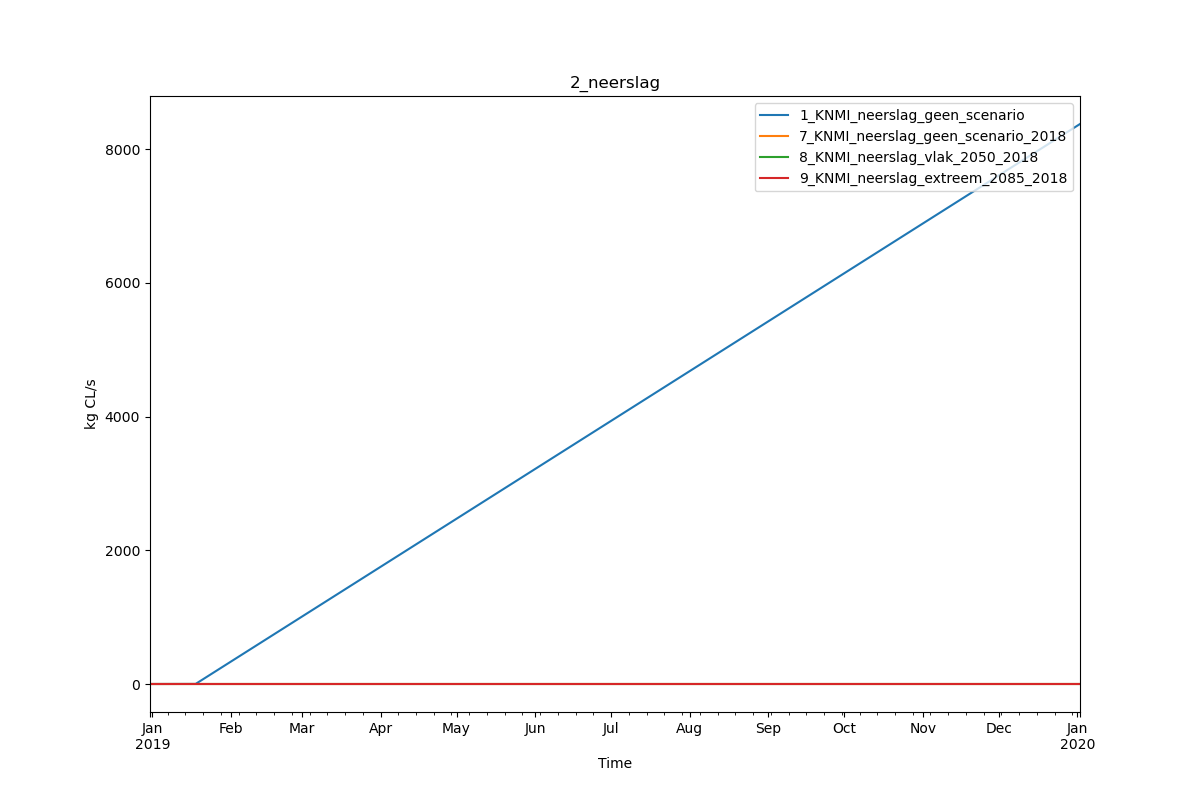 2_neerslag
1_KNMI_neerslag_geen_scenario
7_KNMI_neerslag_geen_scenario_2018
8_KNMI_neerslag_vlak_2050_2018
9_KNMI_neerslag_extreem_2085_2018
kg CL/s
8000
6000
4000
2000
0
Jan Feb Mar Apr May Jun Jul Aug Sep Oct Nov Dec Jan
2019 2020
Time